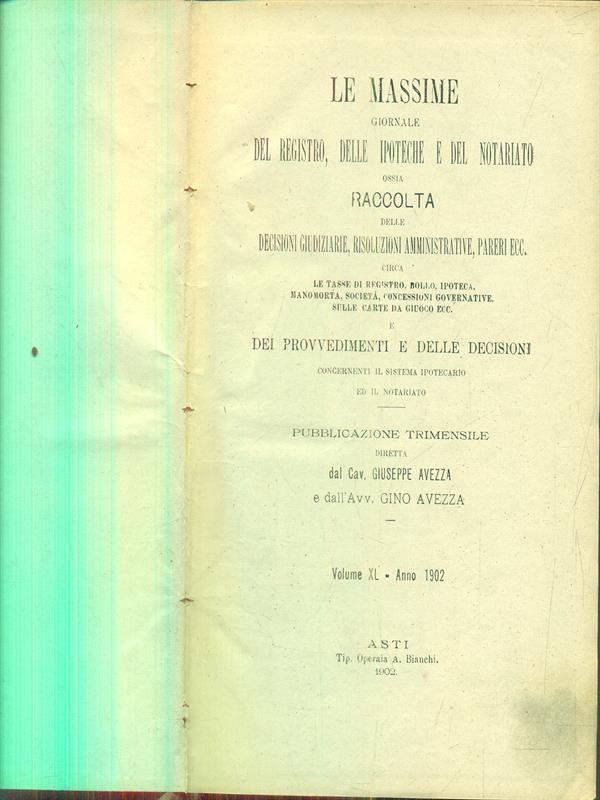 LE MASSIME
GIORNALE
DEL REGISTRO, DELLE IPOTECHE E DEL NOTARIATO
OSSIA
RACCOLTA
DELLE
DECISIONI GIUDIZIARIE, RISOLUZIONI AMMINISTRATIVE, PARERI ECC.
CIRCA
LE TASSE DI REGISTRO, BOLLO, IPOTECA,
MANOMORTA, SOCIETÀ, CONCESSIONI GOVERNATIVE,
SULLE CARTE DA GIUOCO ECC.
E
DEI PROVVEDIMENTI E DELLE DECISIONI
CONCERNENTI IL SISTEMA IPOTECARIO
ED IL NOTARIATO
PUBBLICAZIONE TRIMENSILE
DIRETTA
dal Cav. GIUSEPPE AVEZZA
e dall'Avv. GINO AVEZZA
Volume XL - Anno 1902
ASTI
Tip. Operaia A. Bianchi.
1902.